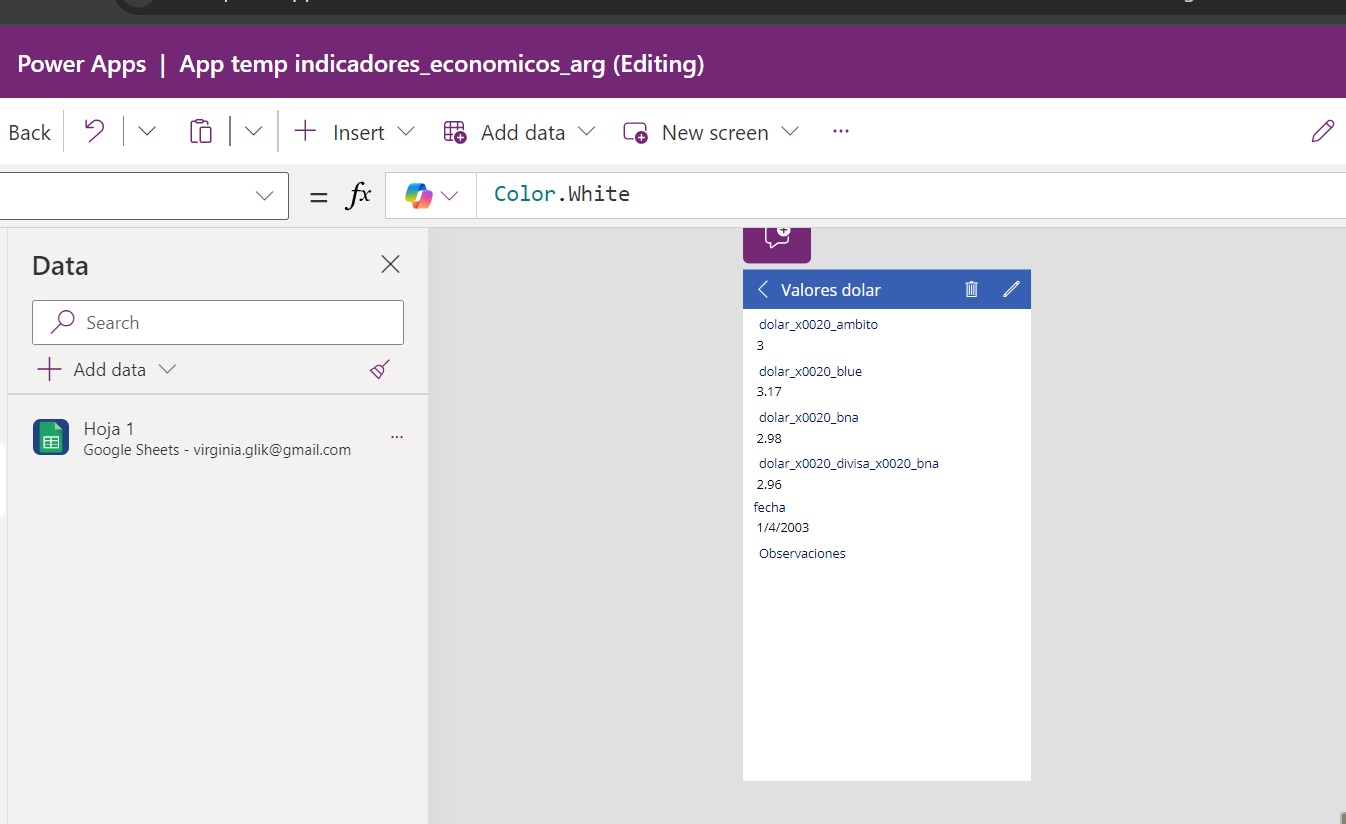 Power Apps | App temp indicadores_economicos_arg (Editing)
Back Insert Add data New screen ...
= fx Color.White
Data
Search
Add data
Hoja 1
Google Sheets - virginia.glik@gmail.com
...
Valores dolar
dolar_x0020_ambito
3
dolar_x0020_blue
3.17
dolar_x0020_bna
2.98
dolar_x0020_divisa_x0020_bna
2.96
fecha
1/4/2003
Observaciones